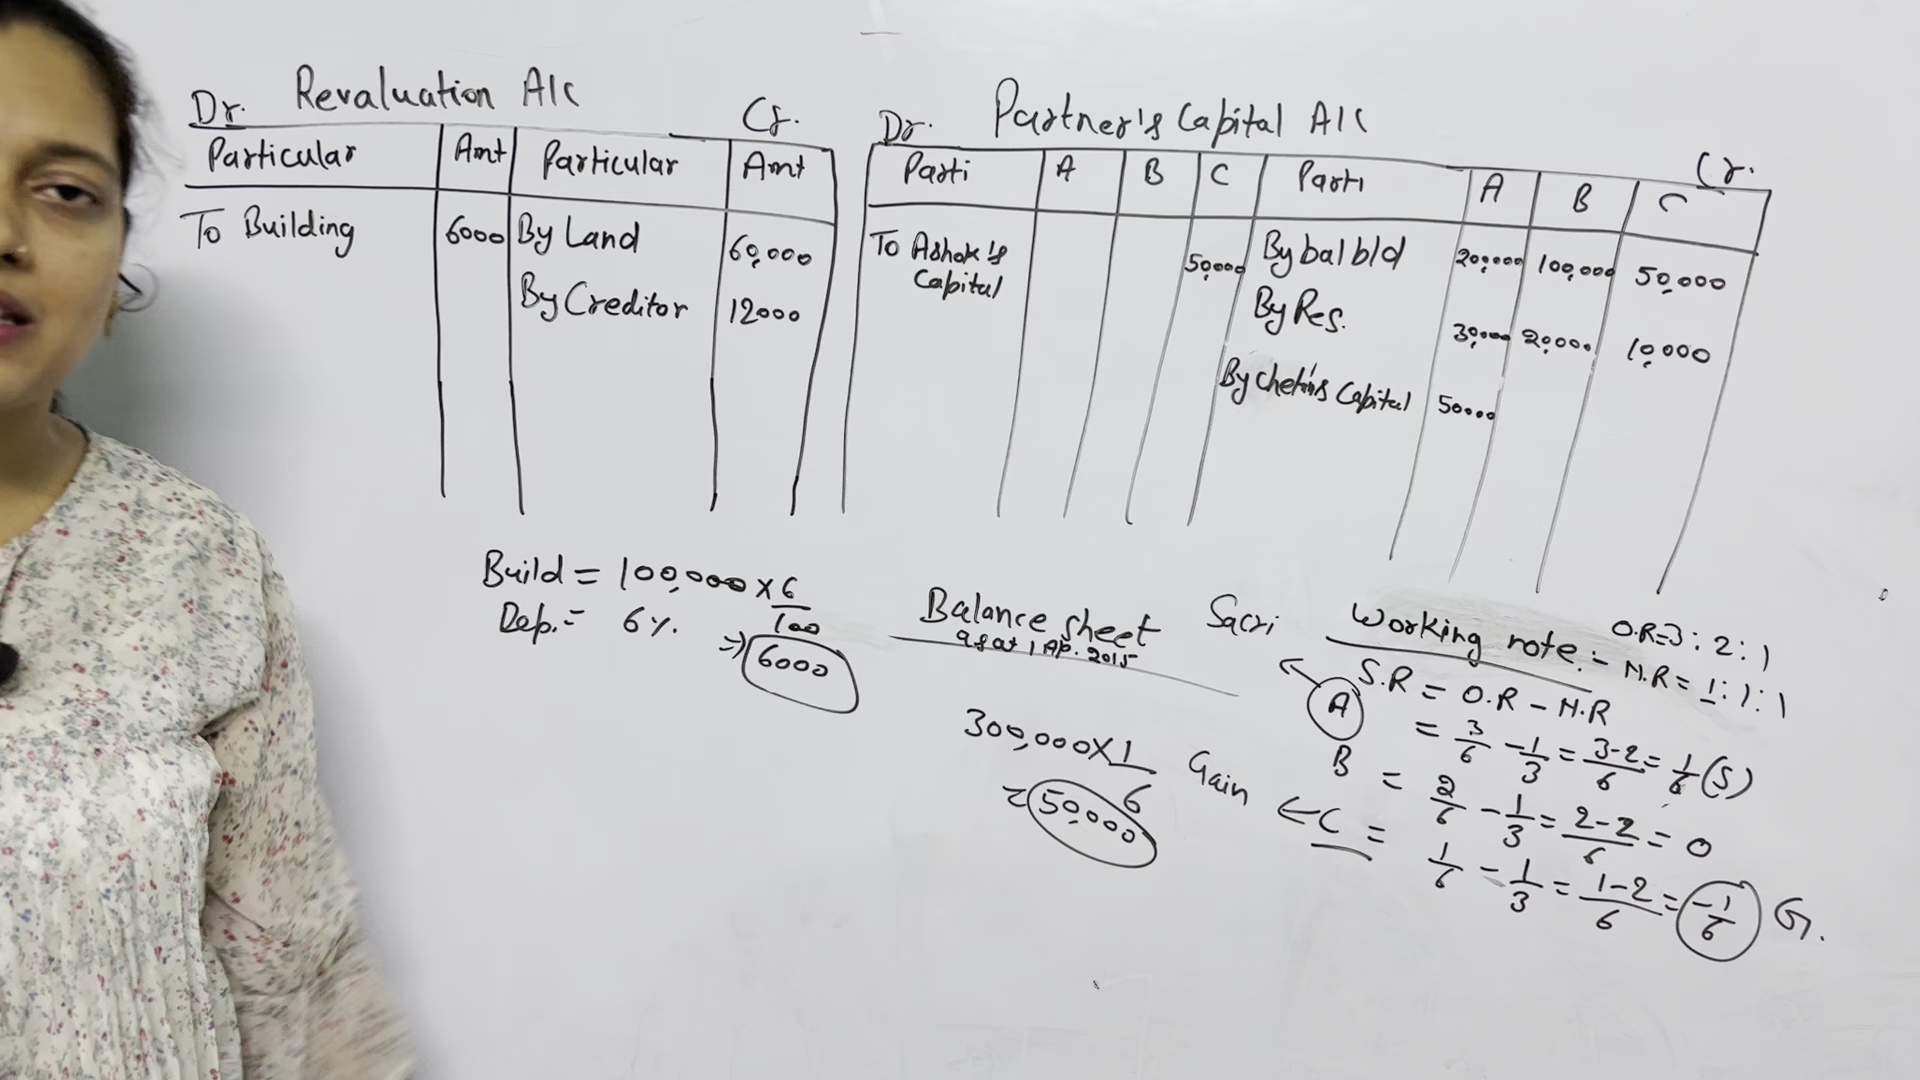 Dr. Revaluation A/C Cr.
Particular Amt Particular Amt
To Building 6000 By Land 60,000
By Creditor 12000
Dr. Partner's Capital A/C Cr.
Parti A B C Parti A B C
To Ashok's Capital 50,000 By bal b/d 200,000 100,000 50,000
By Res. 30,000 20,000 10,000
By Chetin's Capital 50000
Build = 100,000 × 6/100
Dep. = 6%.
=) 6000
Balance sheet
as at 1 Ap. 2015
300,000 × 1/6
= 50,000
Working note:-
O.R = 3 : 2 : 1
N.R = 1 : 1 : 1
S.R = O.R - N.R
Sacri ← A = 3/6 - 1/3 = 3-2/6 = 1/6 (S)
B = 2/6 - 1/3 = 2-2/6 = 0
Gain ← C = 1/6 - 1/3 = 1-2/6 = -1/6 G.